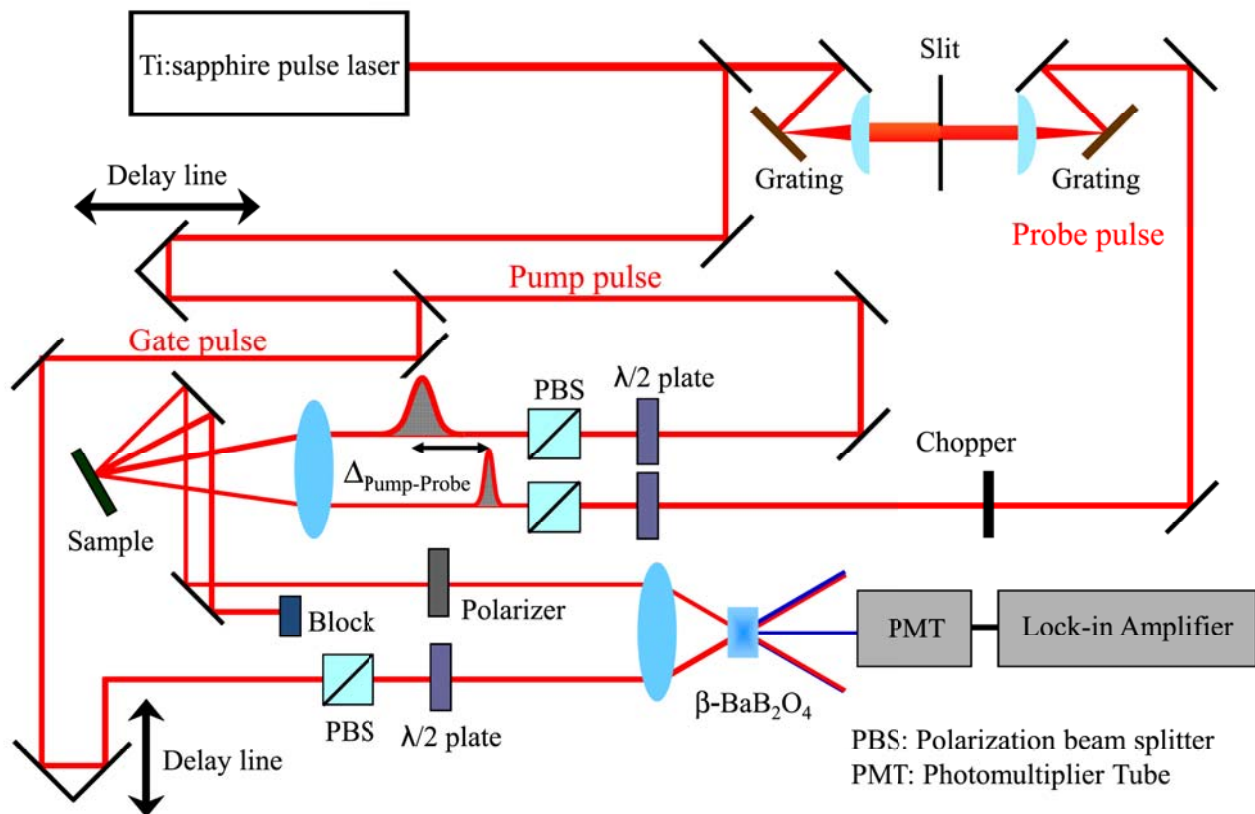 Ti:sapphire pulse laser
Slit
Grating
Grating
Delay line
Probe pulse
Pump pulse
Gate pulse
PBS
λ/2 plate
Chopper
ΔPump-Probe
Sample
Polarizer
Block
PMT
Lock-in Amplifier
β-BaB₂O₄
PBS
λ/2 plate
Delay line
PBS: Polarization beam splitter
PMT: Photomultiplier Tube